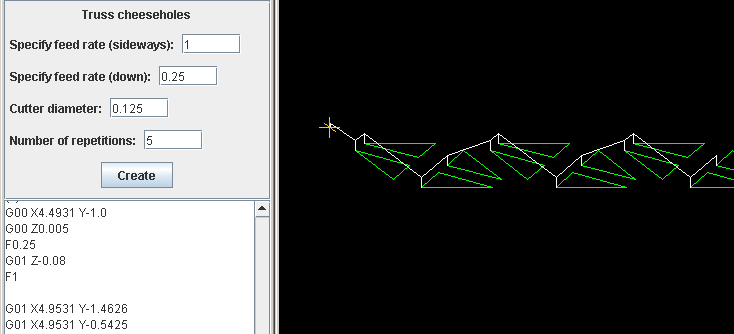 Truss cheeseholes
Specify feed rate (sideways): 1
Specify feed rate (down): 0.25
Cutter diameter: 0.125
Number of repetitions: 5
Create
G00 X4.4931 Y-1.0
G00 Z0.005
F0.25
G01 Z-0.08
F1
G01 X4.9531 Y-1.4626
G01 X4.9531 Y-0.5425